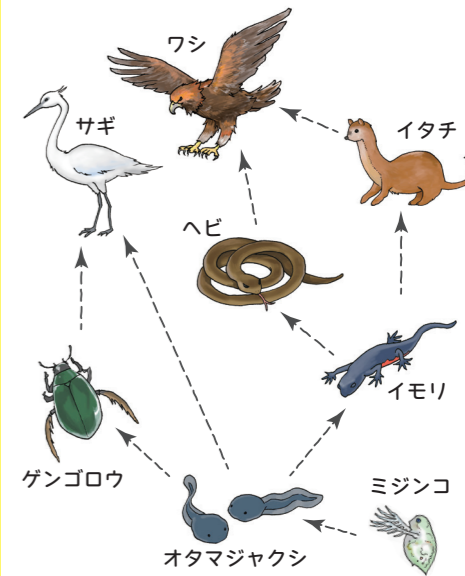 ワシ
サギ
イタチ
ヘビ
イモリ
ゲンゴロウ
ミジンコ
オタマジャクシ